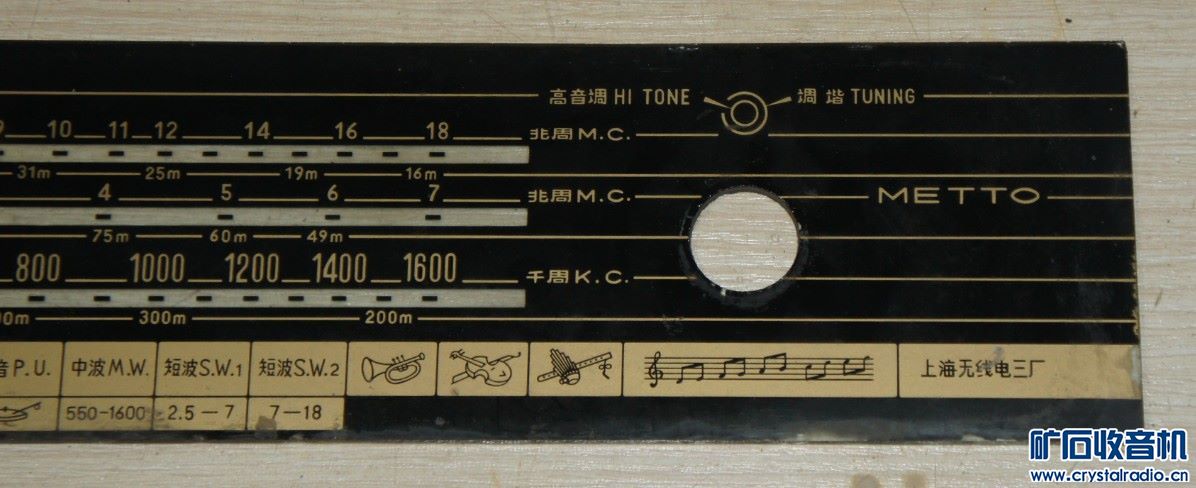 高音调 HI TONE 调谐 TUNING
9 10 11 12 14 16 18 兆周 M.C.
31m 25m 19m 16m
4 5 6 7 兆周 M.C. METTO
75m 60m 49m
800 1000 1200 1400 1600 千周 K.C.
300m 200m
音 P.U. 中波 M.W. 短波 S.W.1 短波 S.W.2 上海无线电三厂
550-1600 2.5—7 7—18
矿石收音机
www.crystalradio.cn